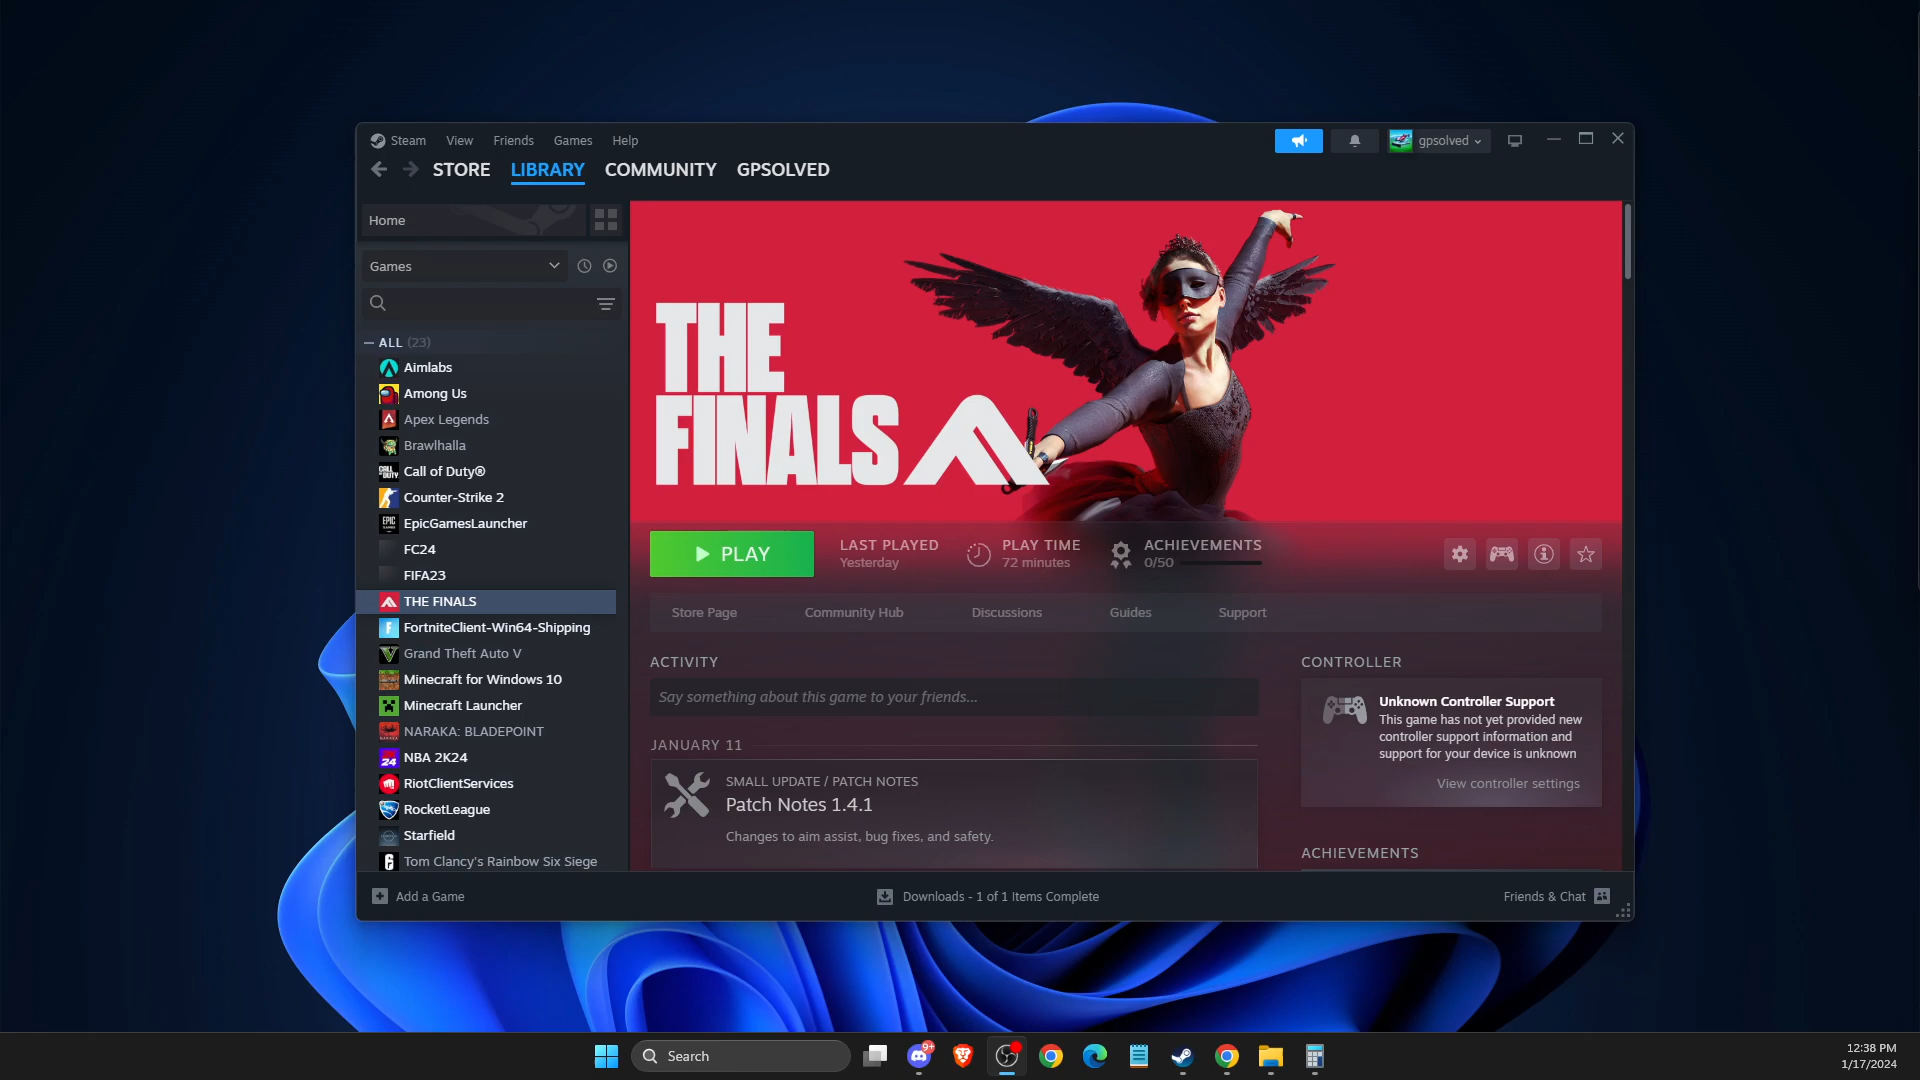 Steam View Friends Games Help
gpsolved
STORE LIBRARY COMMUNITY GPSOLVED
Home
Games
ALL (23)
Aimlabs
Among Us
Apex Legends
Brawlhalla
Call of Duty®
Counter-Strike 2
EpicGamesLauncher
FC24
FIFA23
THE FINALS
FortniteClient-Win64-Shipping
Grand Theft Auto V
Minecraft for Windows 10
Minecraft Launcher
NARAKA: BLADEPOINT
NBA 2K24
RiotClientServices
RocketLeague
Starfield
Tom Clancy's Rainbow Six Siege
THE
FINALS
PLAY
LAST PLAYED
Yesterday
PLAY TIME
72 minutes
ACHIEVEMENTS
0/50
Store Page Community Hub Discussions Guides Support
ACTIVITY
Say something about this game to your friends...
JANUARY 11
SMALL UPDATE / PATCH NOTES
Patch Notes 1.4.1
Changes to aim assist, bug fixes, and safety.
CONTROLLER
Unknown Controller Support
This game has not yet provided new
controller support information and
support for your device is unknown
View controller settings
ACHIEVEMENTS
Add a Game
Downloads - 1 of 1 Items Complete
Friends & Chat
Search
9+
12:38 PM
1/17/2024